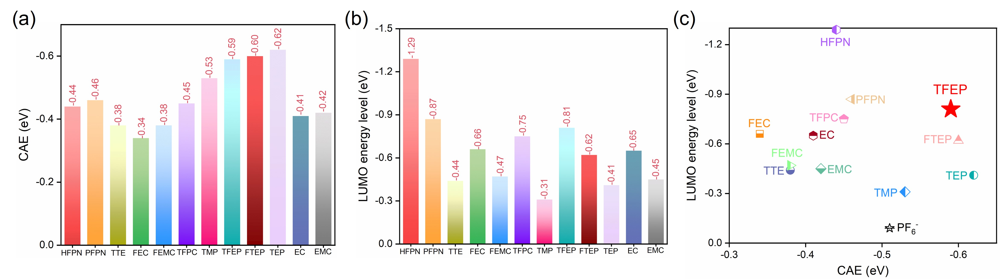 (a)
CAE (eV)
-0.6
-0.4
-0.2
0.0
-0.44
-0.46
-0.38
-0.34
-0.38
-0.45
-0.53
-0.59
-0.60
-0.62
-0.41
-0.42
HFPN PFPN TTE FEC FEMC TFPC TMP TFEP FTEP TEP EC EMC
(b)
LUMO energy level (eV)
-1.5
-1.2
-0.9
-0.6
-0.3
0.0
-1.29
-0.87
-0.44
-0.66
-0.47
-0.75
-0.31
-0.81
-0.62
-0.41
-0.65
-0.45
HFPN PFPN TTE FEC FEMC TFPC TMP TFEP FTEP TEP EC EMC
(c)
LUMO energy level (eV)
-1.2
-0.9
-0.6
-0.3
0.0
HFPN
TFEP
PFPN
TFPC
FEC
EC
FTEP
FEMC
TTE
EMC
TEP
TMP
PF6-
-0.3 -0.4 -0.5 -0.6
CAE (eV)